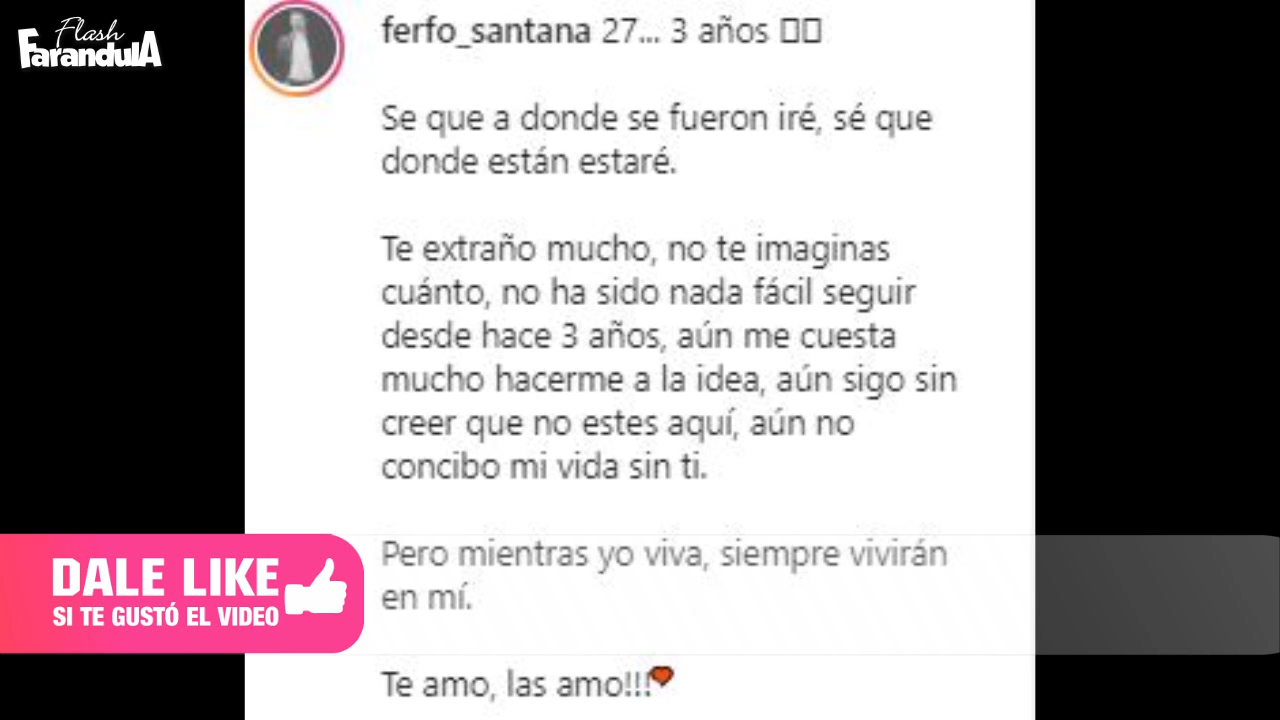 Flash
FarandulA
ferfo_santana 27... 3 años
Se que a donde se fueron iré, sé que
donde están estaré.
Te extraño mucho, no te imaginas
cuánto, no ha sido nada fácil seguir
desde hace 3 años, aún me cuesta
mucho hacerme a la idea, aún sigo sin
creer que no estes aquí, aún no
concibo mi vida sin ti.
Pero mientras yo viva, siempre vivirán
en mí.
DALE LIKE
SI TE GUSTÓ EL VIDEO
Te amo, las amo!!!